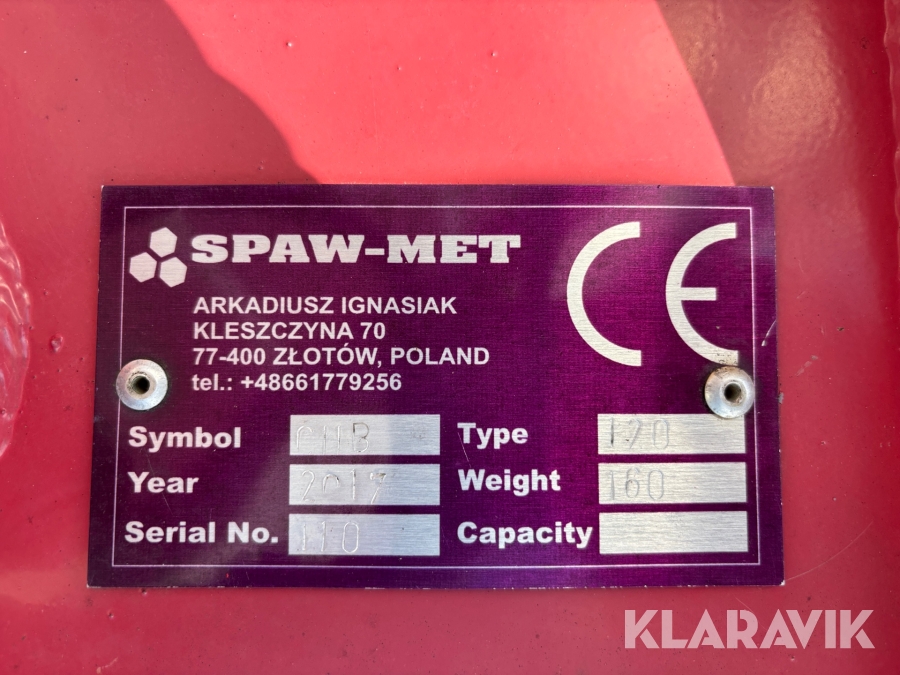 SPAW-MET
CE
ARKADIUSZ IGNASIAK
KLESZCZYNA 70
77-400 ZŁOTÓW, POLAND
tel.: +48661779256
Symbol Type
Year Weight 160
Serial No. 110 Capacity
KLARAVIK